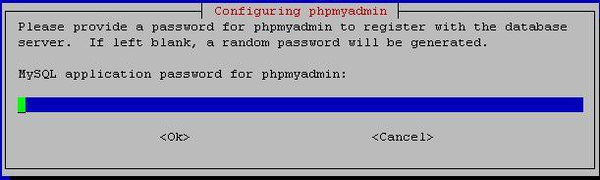 Configuring phpmyadmin
Please provide a password for phpmyadmin to register with the database
server.  If left blank, a random password will be generated.
MySQL application password for phpmyadmin:
<Ok> <Cancel>